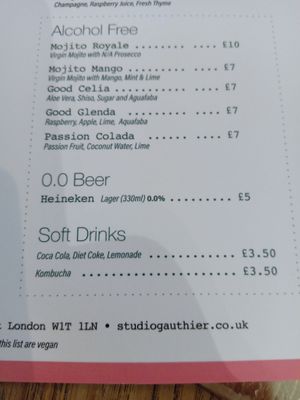 Champagne, Raspberry Juice, Fresh Thyme
Alcohol Free
Mojito Royale ........ .... £10
Virgin Mojito with N/A Prosecco
Mojito Mango ............... £7
Virgin Mojito with Mango, Mint & Lime
Good Celia ................. £7
Aloe Vera, Shiso, Sugar and Aguafaba
Good Glenda ................ £7
Raspberry, Apple, Lime, Aquafaba
Passion Colada ............. £7
Passion Fruit, Coconut Water, Lime
0.0 Beer
Heineken Lager (330ml) 0.0% ......... £5
Soft Drinks
Coca Cola, Diet Coke, Lemonade ............ £3.50
Kombucha ....................... £3.50
London W1T 1LN • studiogauthier.co.uk
this list are vegan